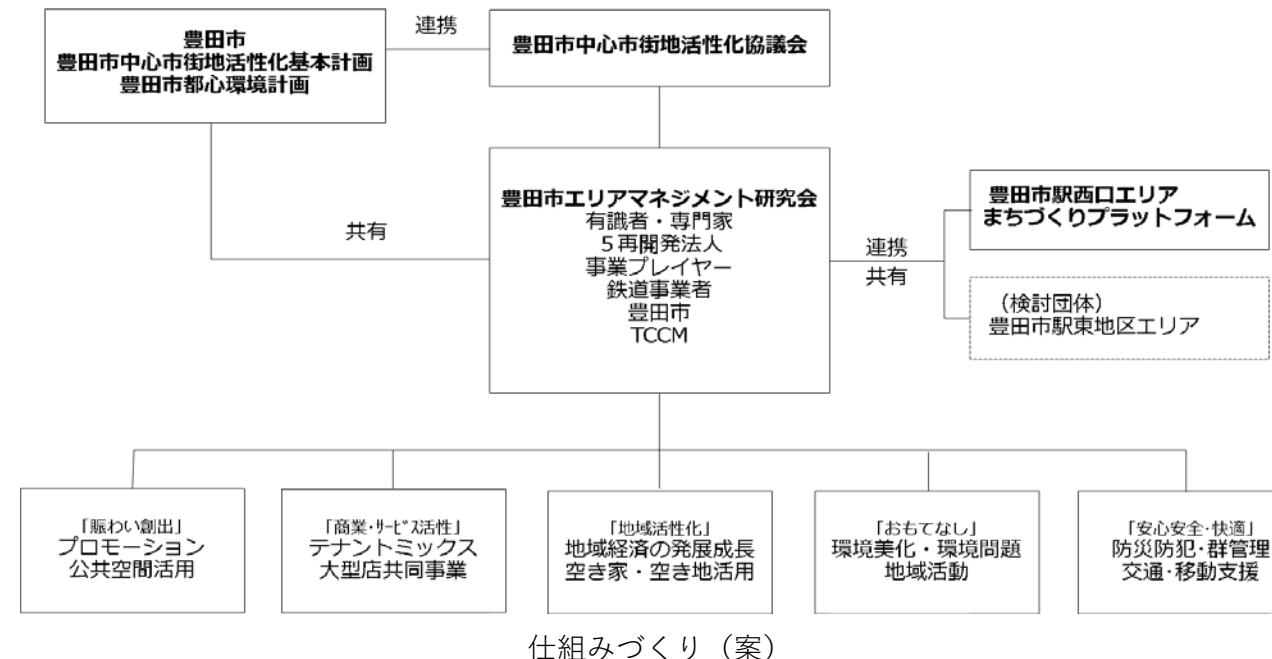 豊田市
豊田市中心市街地活性化基本計画
豊田市都心環境計画
連携
豊田市中心市街地活性化協議会
共有
豊田市エリアマネジメント研究会
有識者・専門家
5再開発法人
事業プレイヤー
鉄道事業者
豊田市
TCCM
連携
共有
豊田市駅西口エリア
まちづくりプラットフォーム
(検討団体)
豊田市駅東地区エリア
「賑わい創出」
プロモーション
公共空間活用
「商業・ｻｰﾋﾞｽ活性」
テナントミックス
大型店共同事業
「地域活性化」
地域経済の発展成長
空き家・空き地活用
「おもてなし」
環境美化・環境問題
地域活動
「安心安全・快適」
防災防犯・群管理
交通・移動支援
仕組みづくり（案）